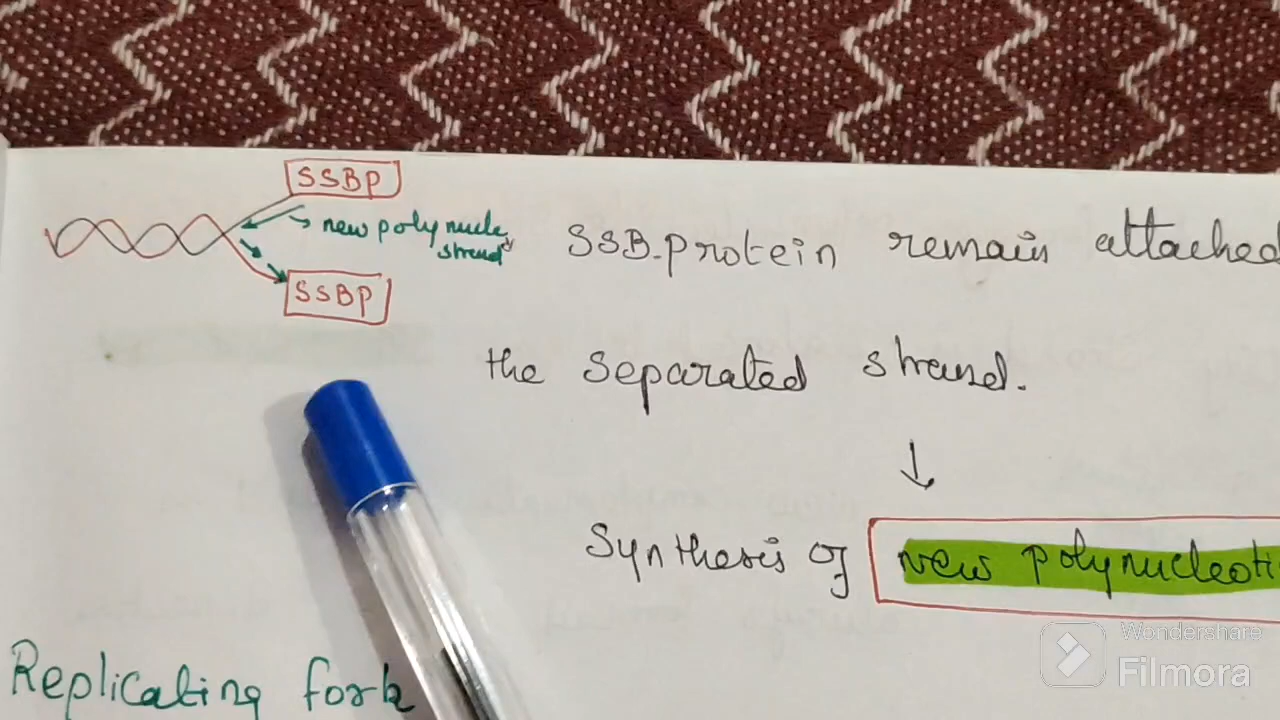 SSBP
new polynucle
strand
SSBP
SSB.protein remain attached
the separated strand.
Synthesis of new polynucleoti
Replicating fork
Wondershare
Filmora